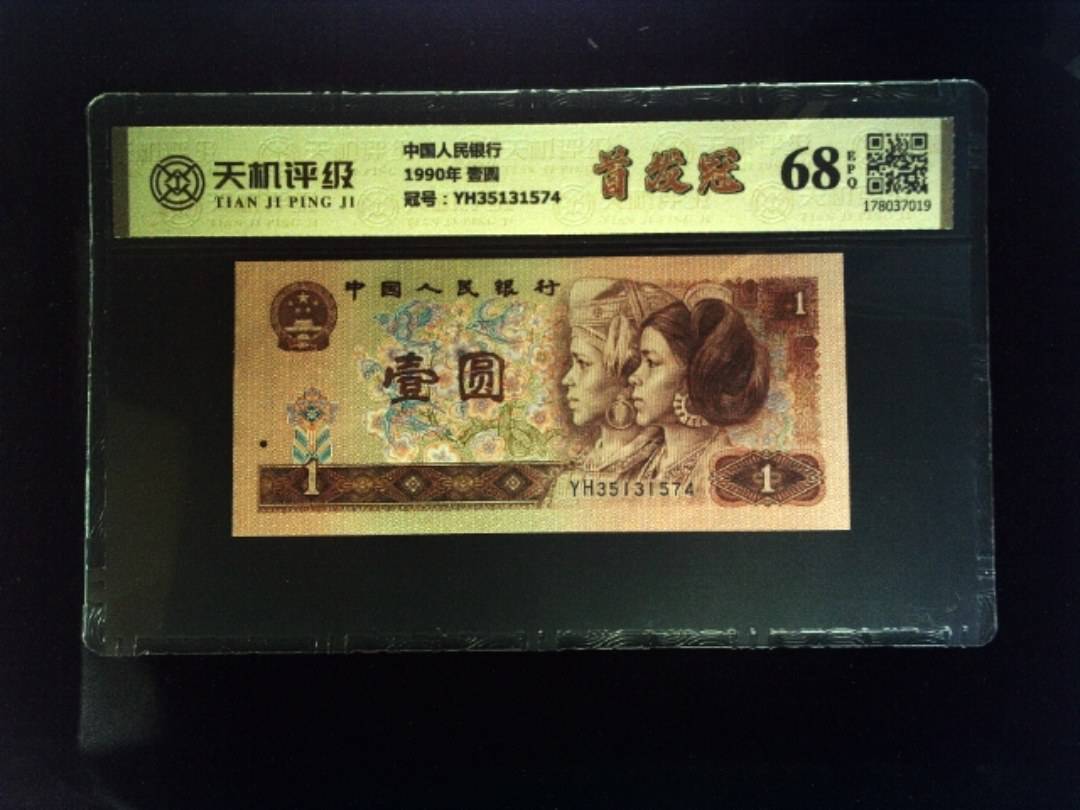 天机评级
TIAN JI PING JI
中国人民银行
1990年 壹圆
冠号：YH35131574
首发冠
68
EPQ
178037019
中国人民银行
1
壹圆
1
YH35131574
1